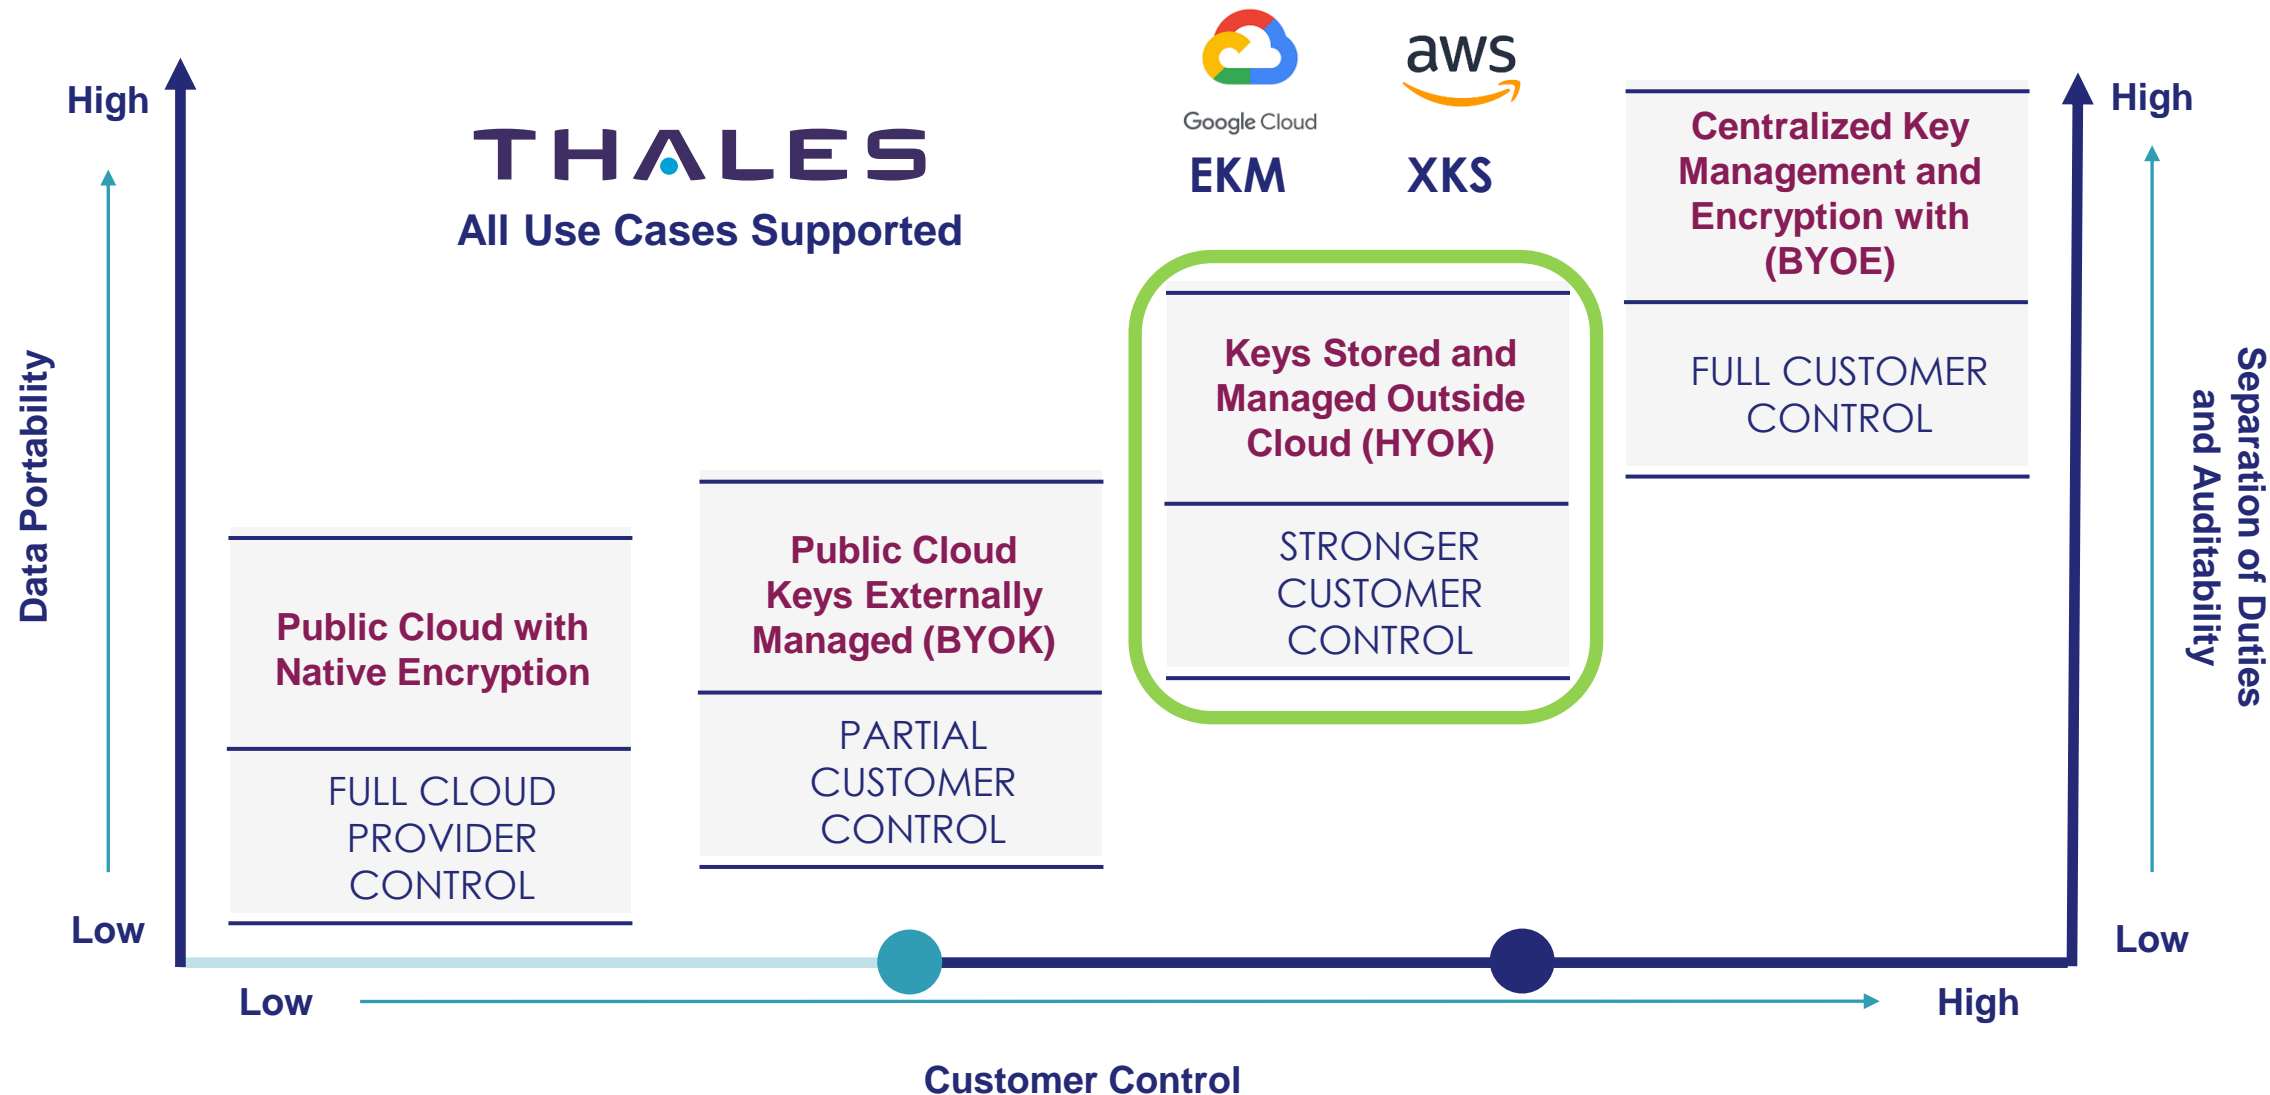 High
Data Portability
Low
THALES
All Use Cases Supported
Google Cloud
EKM
aws
XKS
Public Cloud with
Native Encryption
FULL CLOUD
PROVIDER
CONTROL
Public Cloud
Keys Externally
Managed (BYOK)
PARTIAL
CUSTOMER
CONTROL
Keys Stored and
Managed Outside
Cloud (HYOK)
STRONGER
CUSTOMER
CONTROL
Centralized Key
Management and
Encryption with
(BYOE)
FULL CUSTOMER
CONTROL
High
Separation of Duties
and Auditability
Low
Low
High
Customer Control